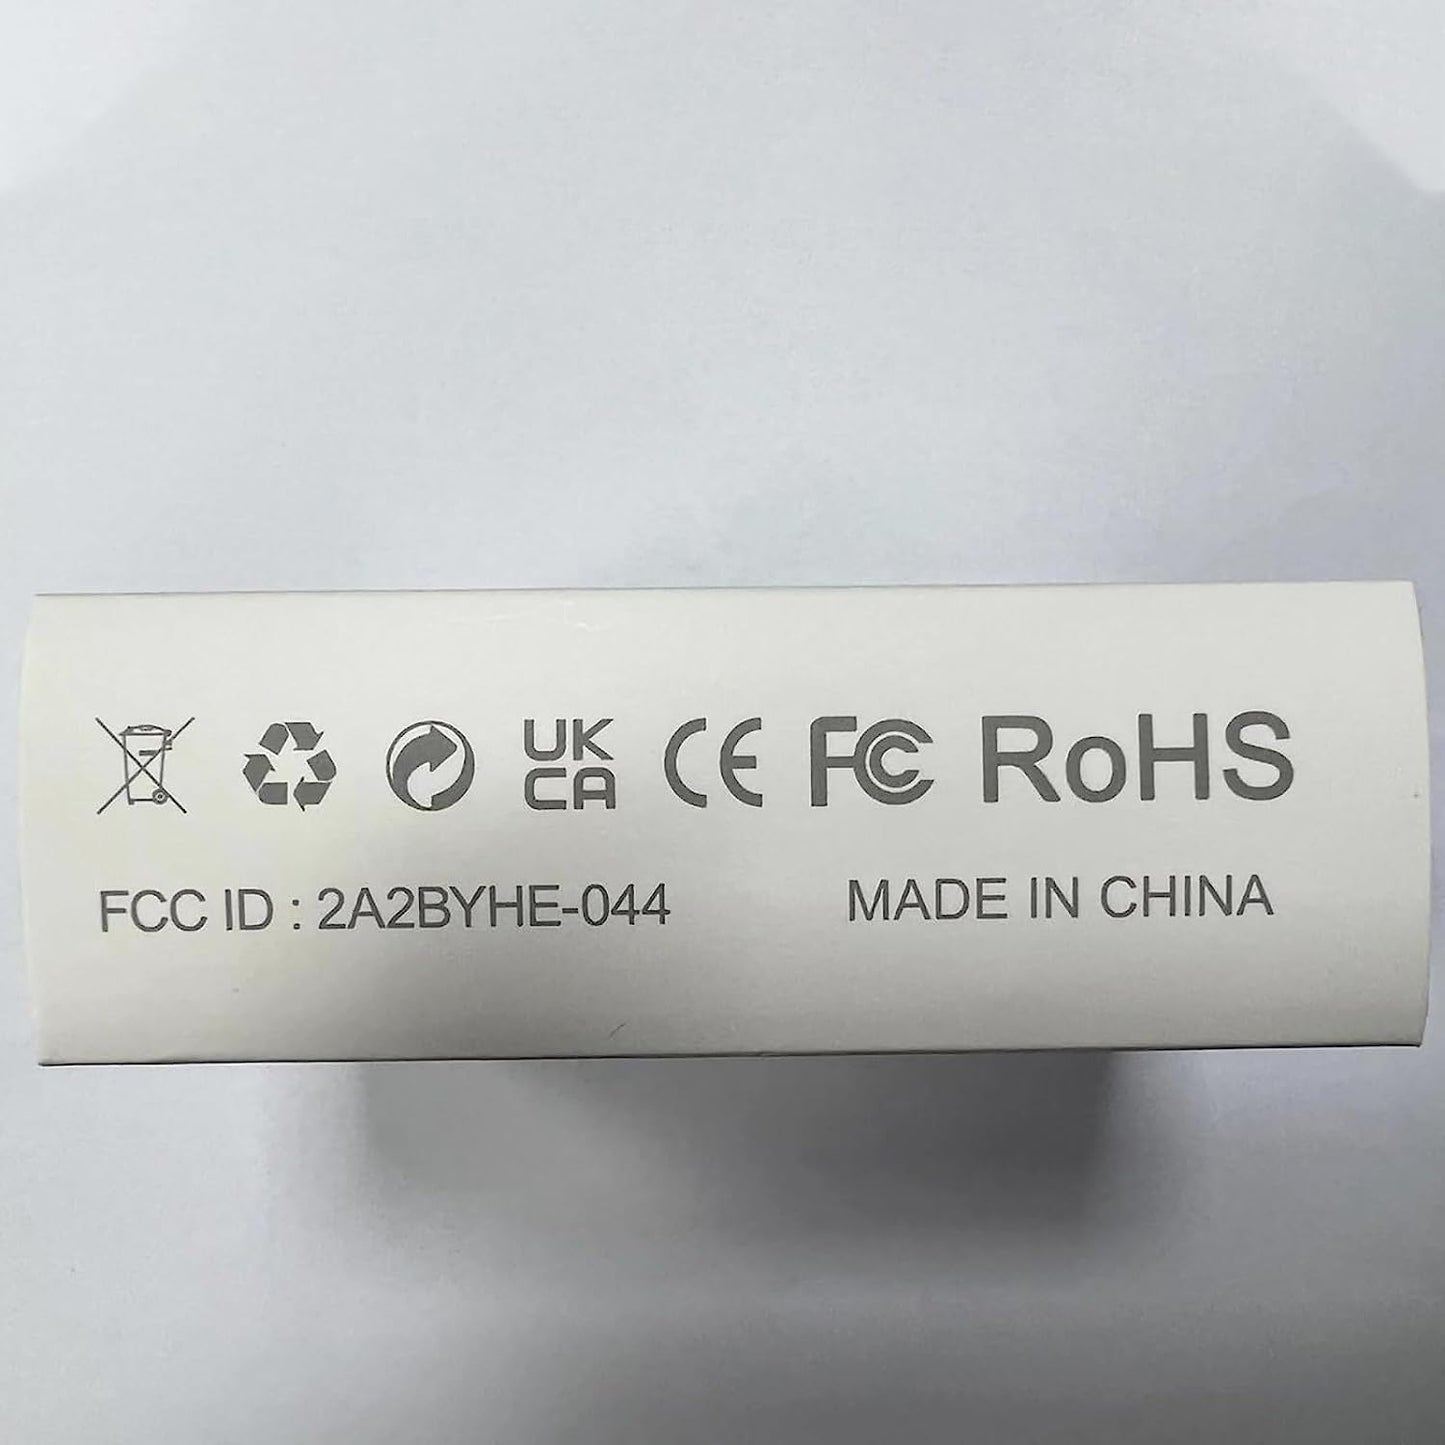 UK CA CE FC RoHS
FCC ID : 2A2BYHE-044 MADE IN CHINA